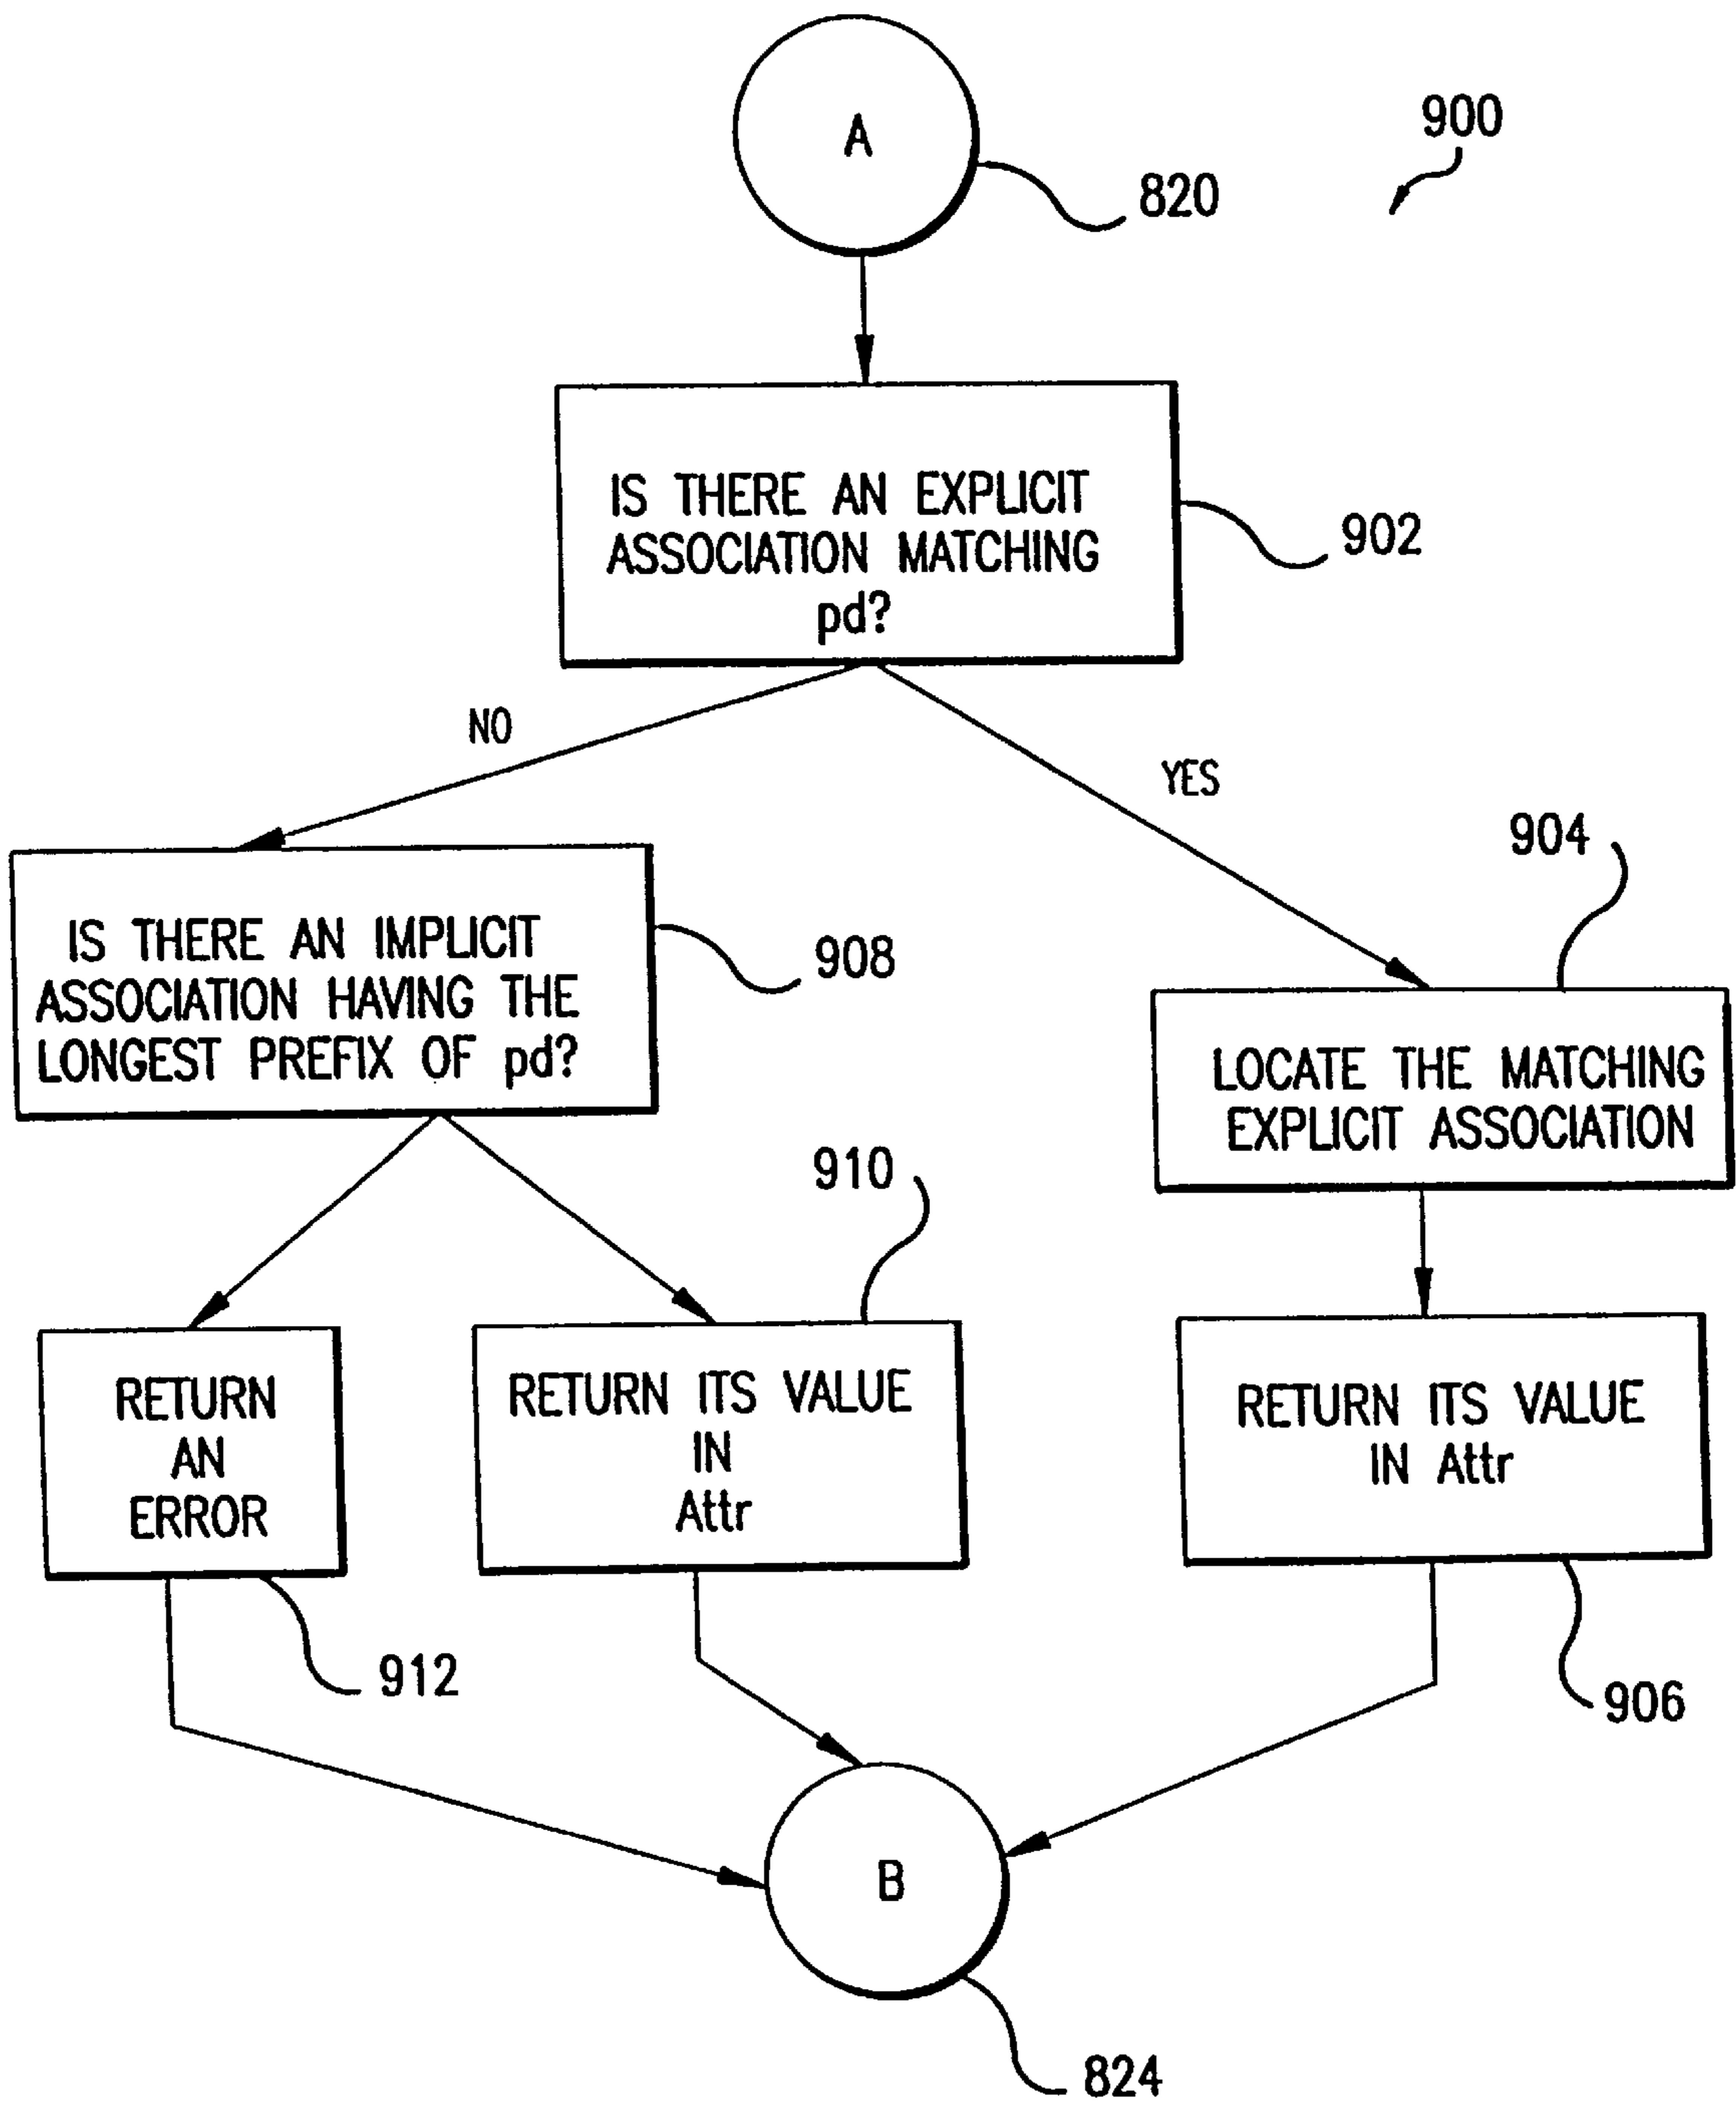 A
900
820
IS THERE AN EXPLICIT
ASSOCIATION MATCHING
pd?
902
NO
YES
904
IS THERE AN IMPLICIT
ASSOCIATION HAVING THE
LONGEST PREFIX OF pd?
908
LOCATE THE MATCHING
EXPLICIT ASSOCIATION
910
RETURN
AN
ERROR
RETURN ITS VALUE
IN
Attr
RETURN ITS VALUE
IN Attr
912
906
B
824